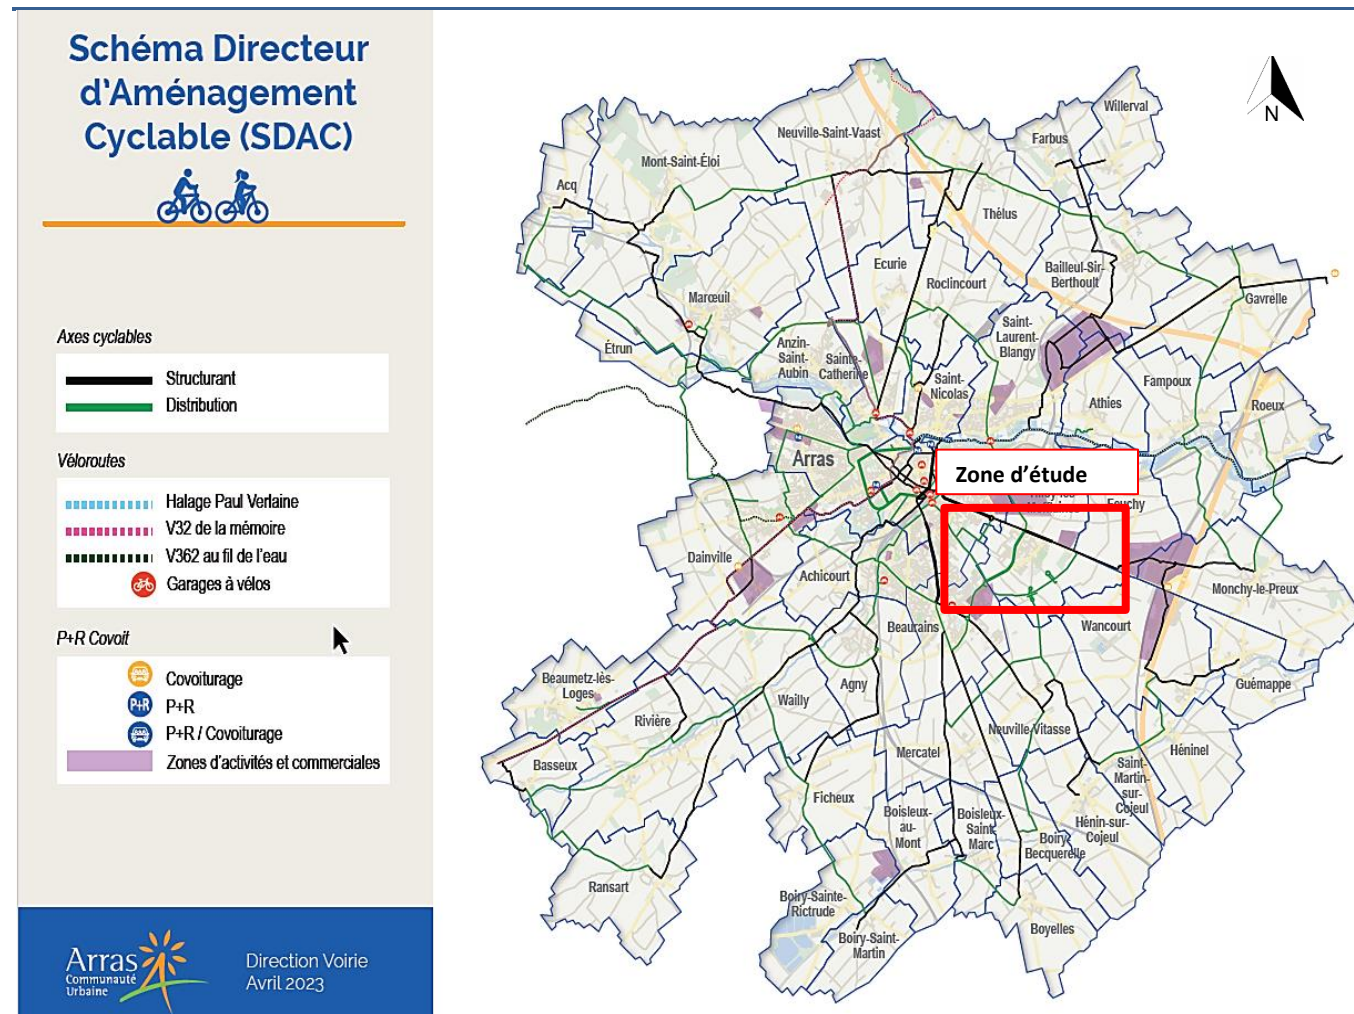 Schéma Directeur
d'Aménagement
Cyclable (SDAC)
Axes cyclables
Structurant
Distribution
Véloroutes
Halage Paul Verlaine
V32 de la mémoire
V362 au fil de l'eau
Garages à vélos
P+R Covoit
Covoiturage
P+R P+R
P+R / Covoiturage
Zones d'activités et commerciales
Arras
Communauté
Urbaine
Direction Voirie
Avril 2023
N
Willerval
Neuville-Saint-Vaast
Farbus
Mont-Saint-Éloi
Acq
Thélus
Ecurie
Bailleul-Sir-
Berthoult
Roclincourt
Gavrelle
Marœuil
Saint-
Laurent-
Blangy
Étrun
Anzin-
Saint-
Aubin
Sainte-
Catherine
Saint-
Nicolas
Fampoux
Athies
Roeux
Arras
Zone d'étude
Dainville
Achicourt
Monchy-le-Preux
Beaurains
Wancourt
Beaumetz-lès-
Loges
Agny
Wailly
Guémappe
Rivière
Neuville-Vitasse
Mercatel
Héninel
Basseux
Saint-
Martin-
sur-
Cojeul
Ficheux
Boisleux-
au-
Mont
Boisleux-
Saint-
Marc
Hénin-sur-
Cojeul
Boiry-
Becquerelle
Ransart
Boiry-Sainte-
Rictrude
Boyelles
Boiry-Saint-
Martin